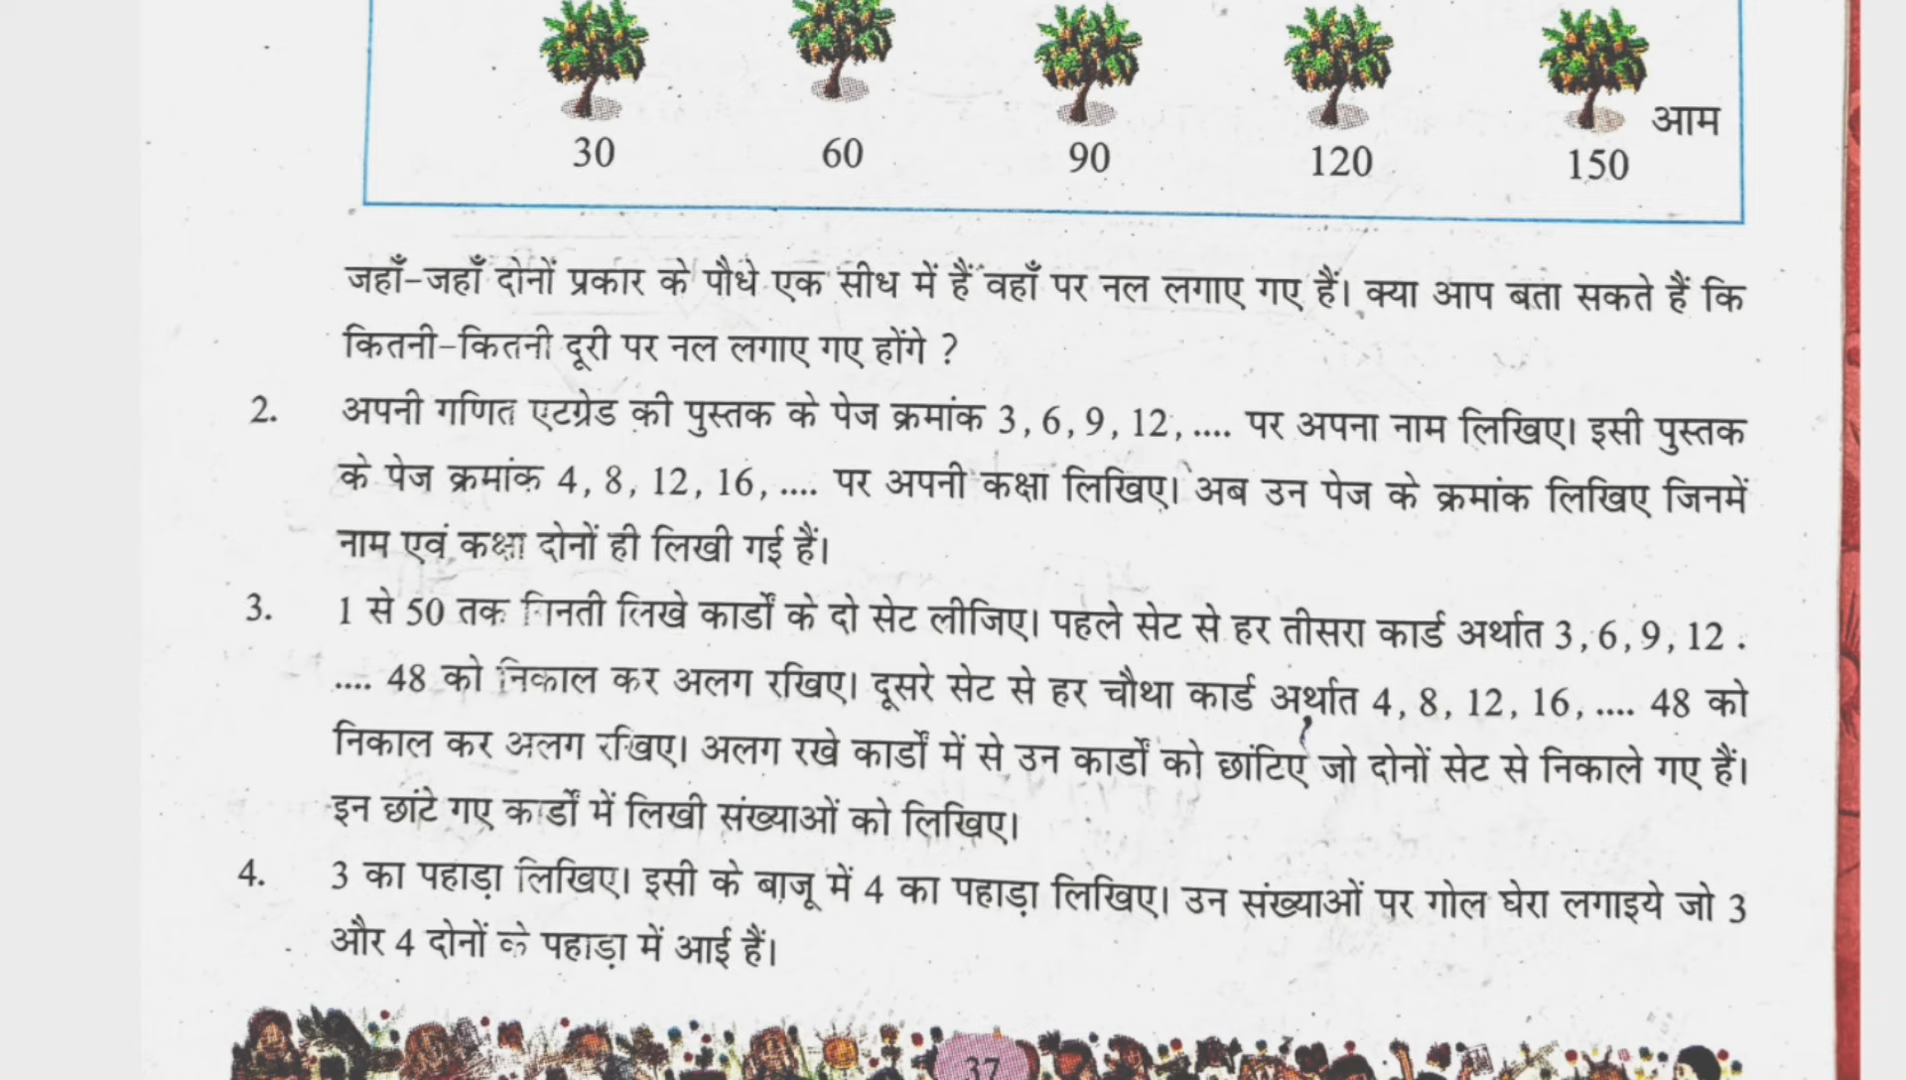 आम
30 60 90 120 150
जहाँ-जहाँ दोनों प्रकार के पौधे एक सीध में हैं वहाँ पर नल लगाए गए हैं। क्या आप बता सकते हैं कि
कितनी-कितनी दूरी पर नल लगाए गए होंगे ?
2. अपनी गणित एटग्रेड की पुस्तक के पेज क्रमांक 3, 6, 9, 12, .... पर अपना नाम लिखिए। इसी पुस्तक
के पेज क्रमांक 4, 8, 12, 16, .... पर अपनी कक्षा लिखिए। अब उन पेज के क्रमांक लिखिए जिनमें
नाम एवं कक्षा दोनों ही लिखी गई हैं।
3. 1 से 50 तक गिनती लिखे कार्डों के दो सेट लीजिए। पहले सेट से हर तीसरा कार्ड अर्थात 3, 6, 9, 12 .
.... 48 को निकाल कर अलग रखिए। दूसरे सेट से हर चौथा कार्ड अर्थात 4, 8, 12, 16, .... 48 को
निकाल कर अलग रखिए। अलग रखे कार्डों में से उन कार्डों को छांटिए जो दोनों सेट से निकाले गए हैं।
इन छांटे गए कार्डों में लिखी संख्याओं को लिखिए।
4. 3 का पहाड़ा लिखिए। इसी के बाजू में 4 का पहाड़ा लिखिए। उन संख्याओं पर गोल घेरा लगाइये जो 3
और 4 दोनों के पहाड़ा में आई हैं।
37